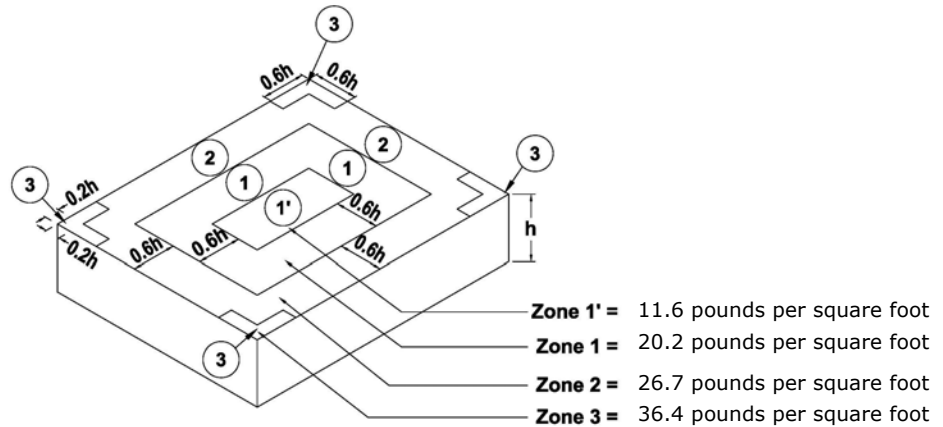 3
0.6h 0.6h
2 2
3 1 1 3
0.2h 1'
0.6h
0.2h 0.6h 0.6h 0.6h
h
Zone 1' = 11.6 pounds per square foot
Zone 1 = 20.2 pounds per square foot
3
Zone 2 = 26.7 pounds per square foot
Zone 3 = 36.4 pounds per square foot